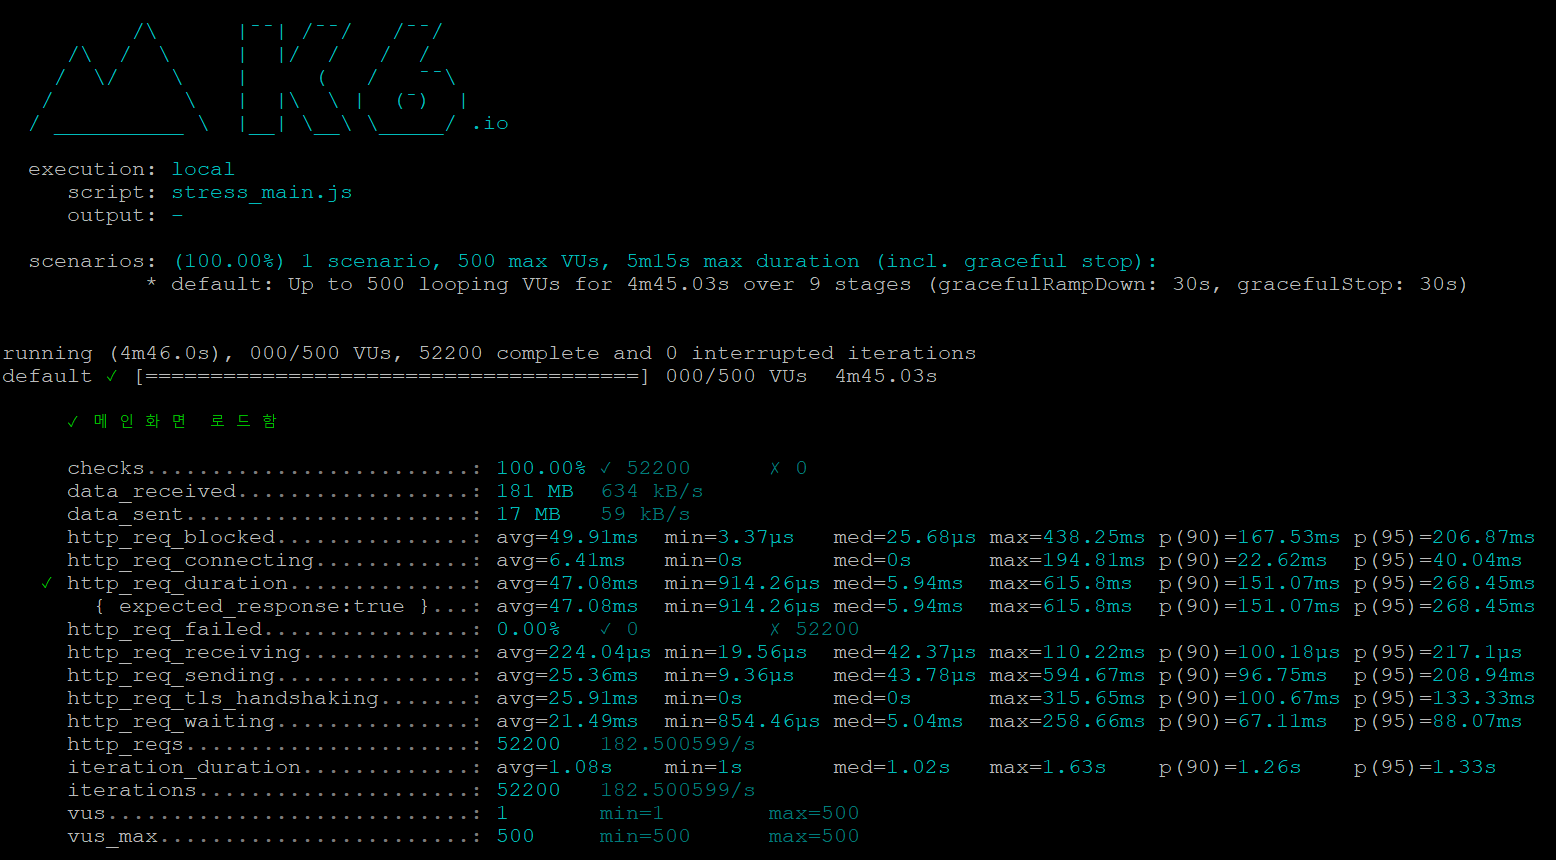 /\      |‾‾| /‾‾/   /‾‾/
/\  /  \     |  |/  /   /  /
/  \/    \    |     (   /   ‾‾\
/          \   |  |\  \ |  (‾)  |
/ __________ \  |__| \__\ \_____/ .io
execution: local
script: stress_main.js
output: -
scenarios: (100.00%) 1 scenario, 500 max VUs, 5m15s max duration (incl. graceful stop):
* default: Up to 500 looping VUs for 4m45.03s over 9 stages (gracefulRampDown: 30s, gracefulStop: 30s)
running (4m46.0s), 000/500 VUs, 52200 complete and 0 interrupted iterations
default ✓ [======================================] 000/500 VUs  4m45.03s
✓ 메인화면 로드함
checks.........................: 100.00% ✓ 52200      ✗ 0
data_received..................: 181 MB  634 kB/s
data_sent......................: 17 MB   59 kB/s
http_req_blocked...............: avg=49.91ms  min=3.37µs   med=25.68µs max=438.25ms p(90)=167.53ms p(95)=206.87ms
http_req_connecting............: avg=6.41ms   min=0s       med=0s      max=194.81ms p(90)=22.62ms  p(95)=40.04ms
✓ http_req_duration..............: avg=47.08ms  min=914.26µs med=5.94ms  max=615.8ms  p(90)=151.07ms p(95)=268.45ms
{ expected_response:true }...: avg=47.08ms  min=914.26µs med=5.94ms  max=615.8ms  p(90)=151.07ms p(95)=268.45ms
http_req_failed................: 0.00%   ✓ 0          ✗ 52200
http_req_receiving.............: avg=224.04µs min=19.56µs  med=42.37µs max=110.22ms p(90)=100.18µs p(95)=217.1µs
http_req_sending...............: avg=25.36ms  min=9.36µs   med=43.78µs max=594.67ms p(90)=96.75ms  p(95)=208.94ms
http_req_tls_handshaking.......: avg=25.91ms  min=0s       med=0s      max=315.65ms p(90)=100.67ms p(95)=133.33ms
http_req_waiting...............: avg=21.49ms  min=854.46µs med=5.04ms  max=258.66ms p(90)=67.11ms  p(95)=88.07ms
http_reqs......................: 52200   182.500599/s
iteration_duration.............: avg=1.08s    min=1s       med=1.02s   max=1.63s    p(90)=1.26s    p(95)=1.33s
iterations.....................: 52200   182.500599/s
vus............................: 1       min=1        max=500
vus_max........................: 500     min=500      max=500